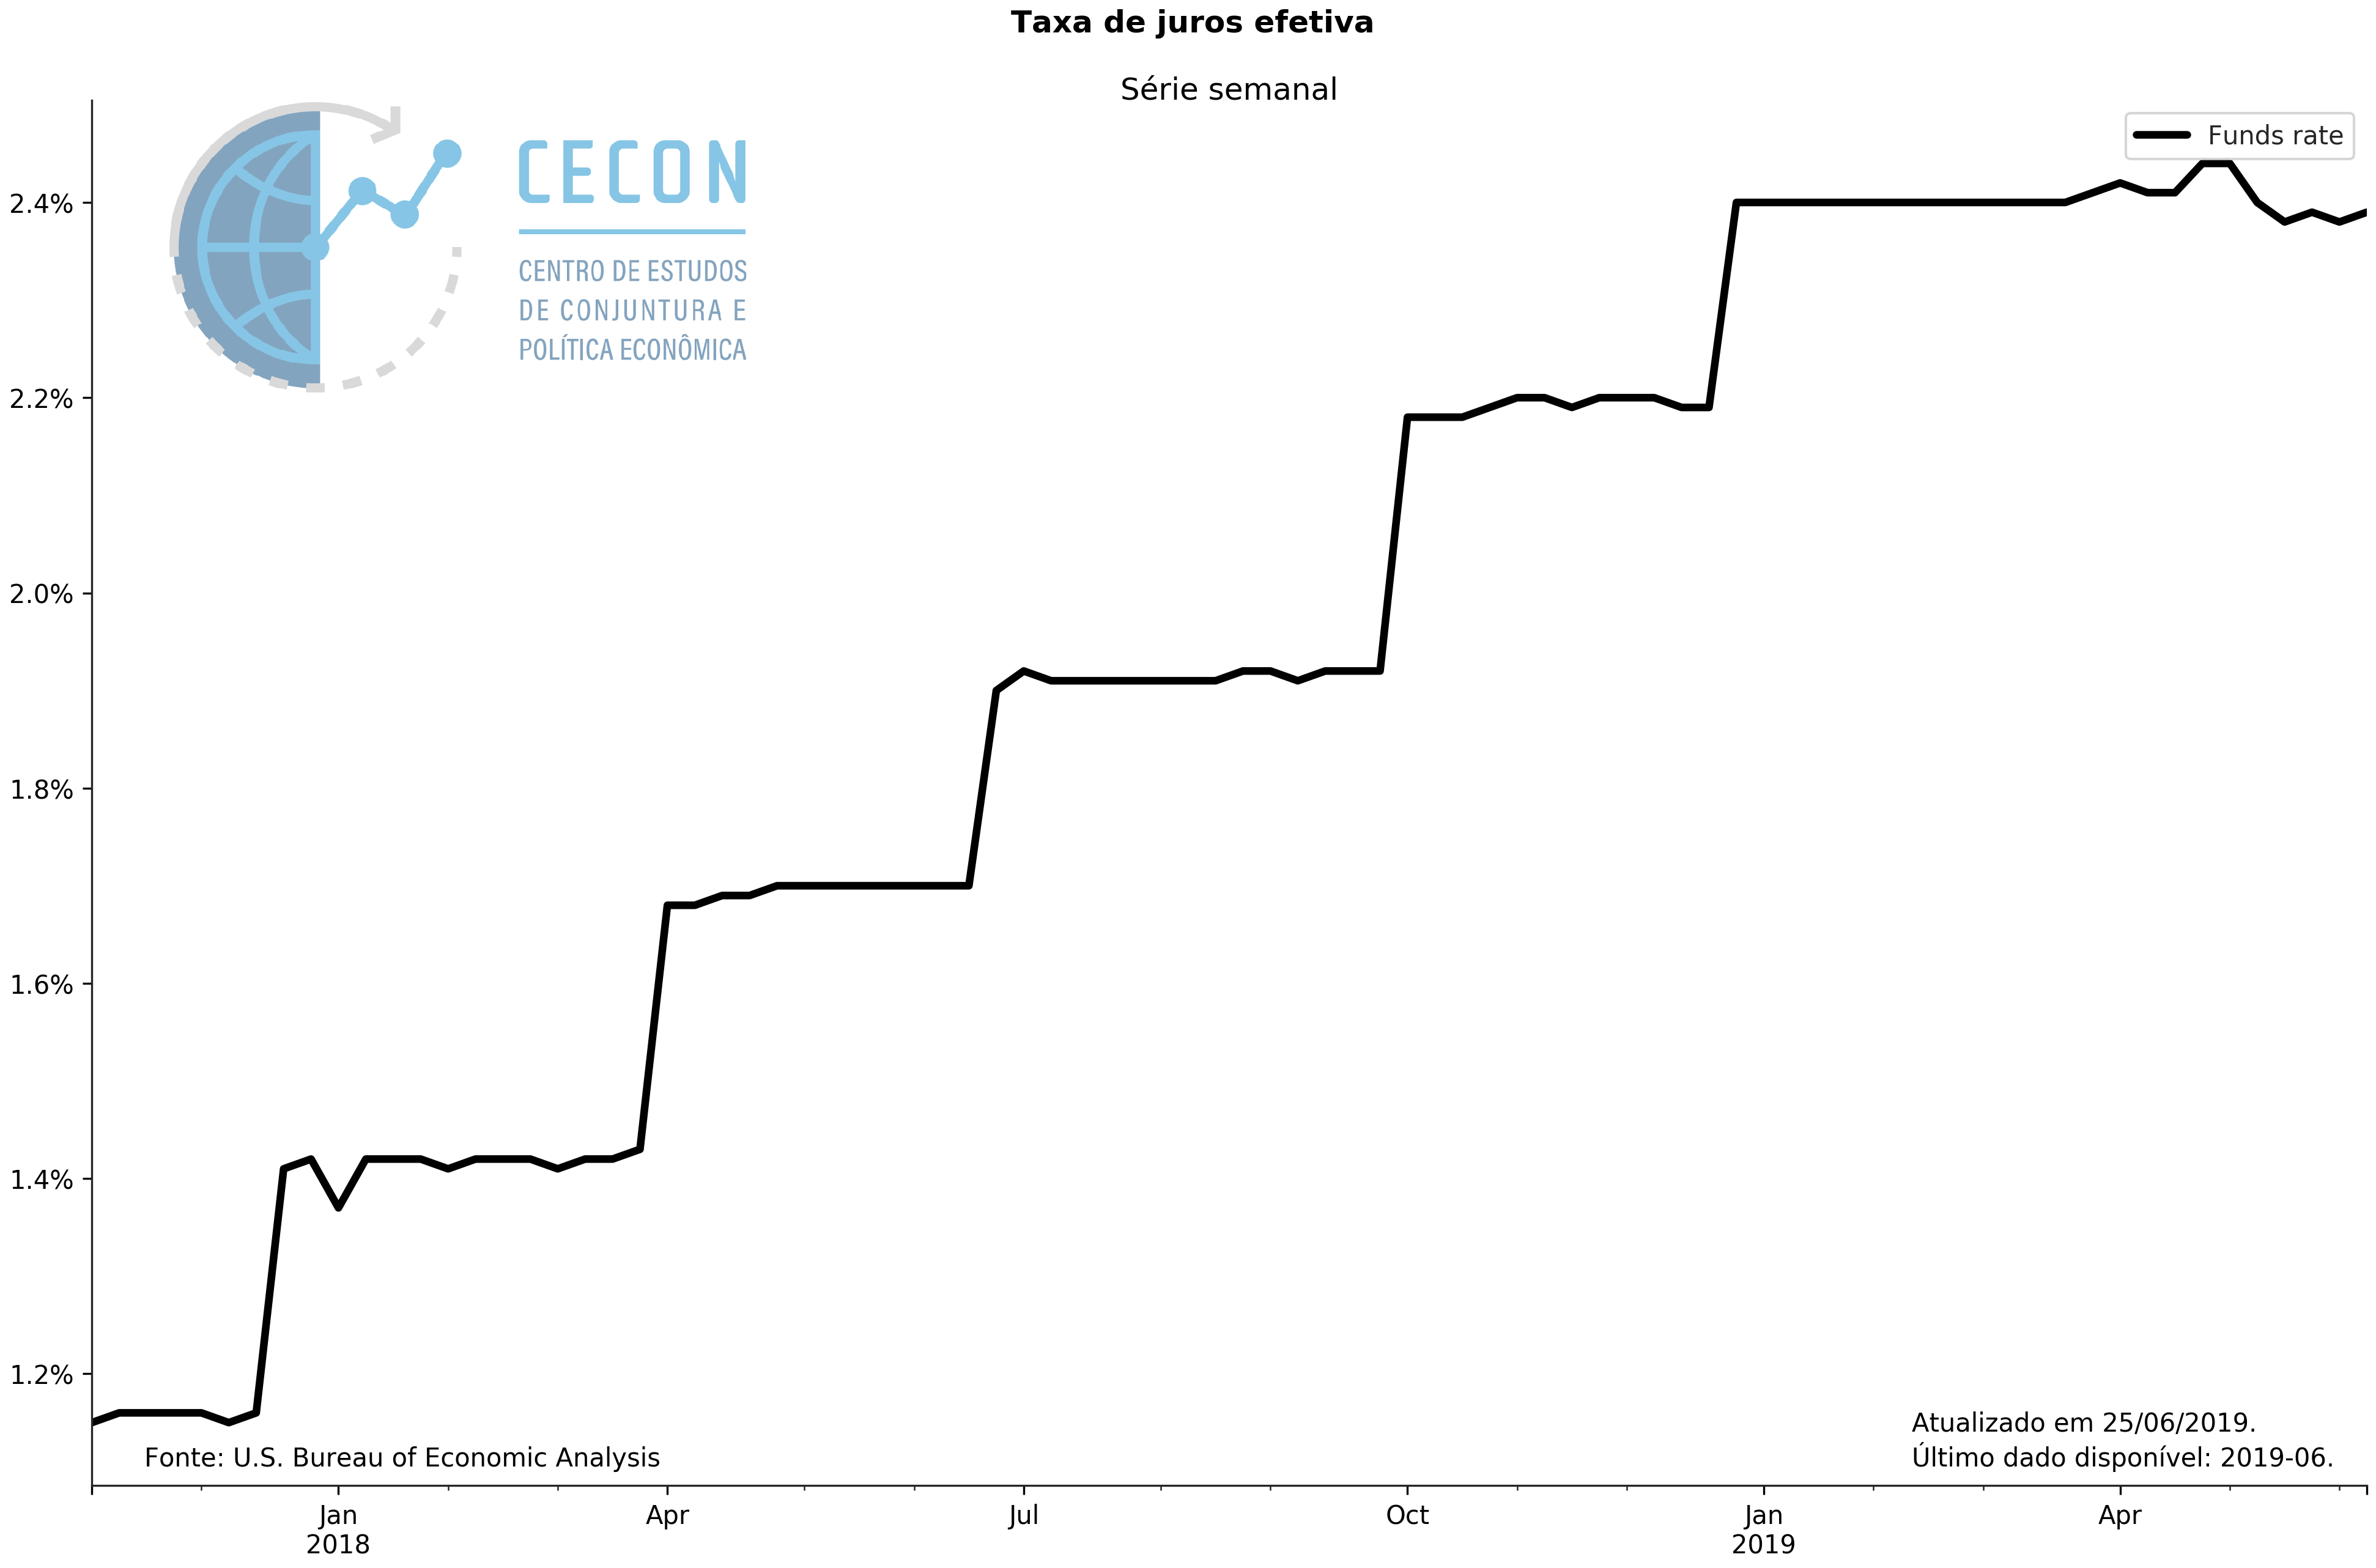 Taxa de juros efetiva
Série semanal
Funds rate
CECON
CENTRO DE ESTUDOS
DE CONJUNTURA E
POLÍTICA ECONÔMICA
2.4%
2.2%
2.0%
1.8%
1.6%
1.4%
1.2%
Atualizado em 25/06/2019.
Fonte: U.S. Bureau of Economic Analysis
Último dado disponível: 2019-06.
Jan
2018
Apr
Jul
Oct
Jan
2019
Apr